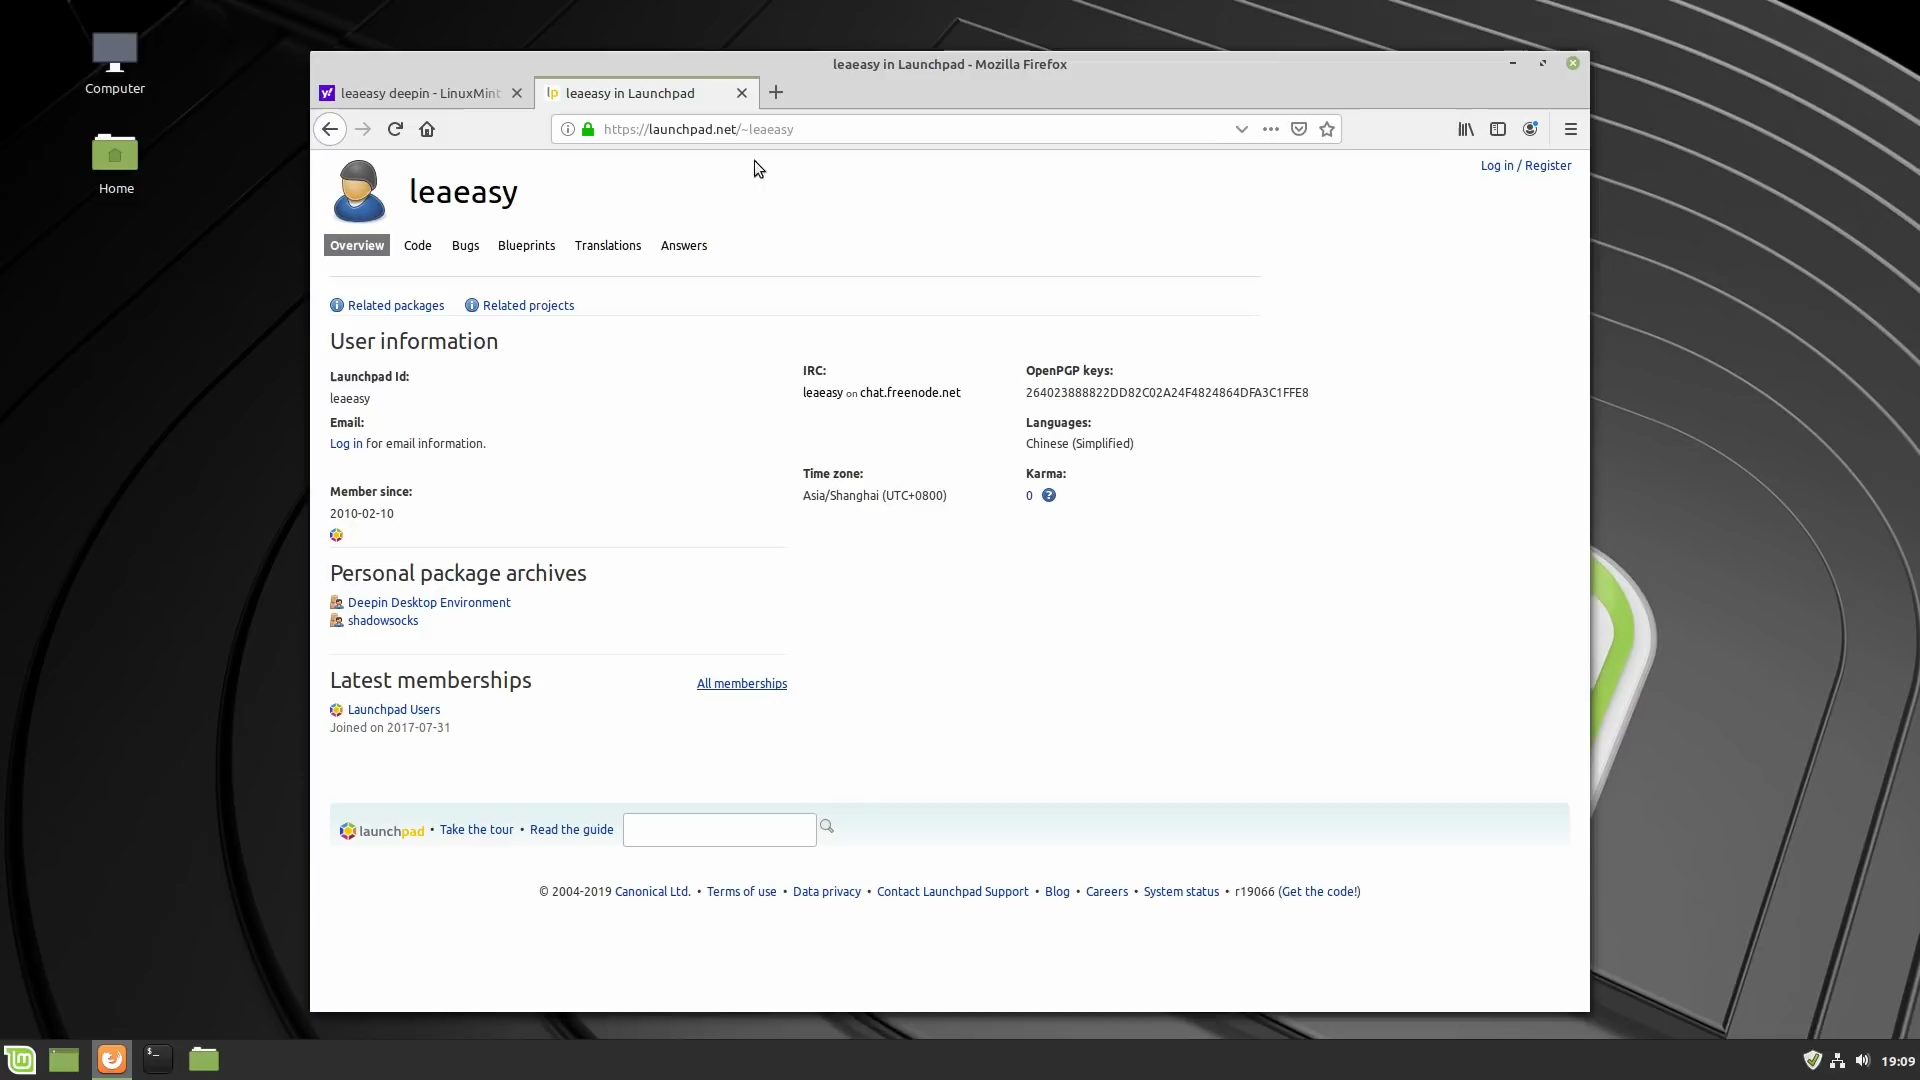 Computer
Home
leaeasy in Launchpad - Mozilla Firefox
leaeasy deepin - LinuxMint
leaeasy in Launchpad
https://launchpad.net/~leaeasy
Log in / Register
leaeasy
Overview Code Bugs Blueprints Translations Answers
Related packages Related projects
User information
Launchpad Id:
leaeasy
Email:
Log in for email information.
Member since:
2010-02-10
IRC:
leaeasy on chat.freenode.net
Time zone:
Asia/Shanghai (UTC+0800)
OpenPGP keys:
264023888822DD82C02A24F4824864DFA3C1FFE8
Languages:
Chinese (Simplified)
Karma:
0
Personal package archives
Deepin Desktop Environment
shadowsocks
Latest memberships All memberships
Launchpad Users
Joined on 2017-07-31
launchpad • Take the tour • Read the guide
© 2004-2019 Canonical Ltd. • Terms of use • Data privacy • Contact Launchpad Support • Blog • Careers • System status • r19066 (Get the code!)
19:09